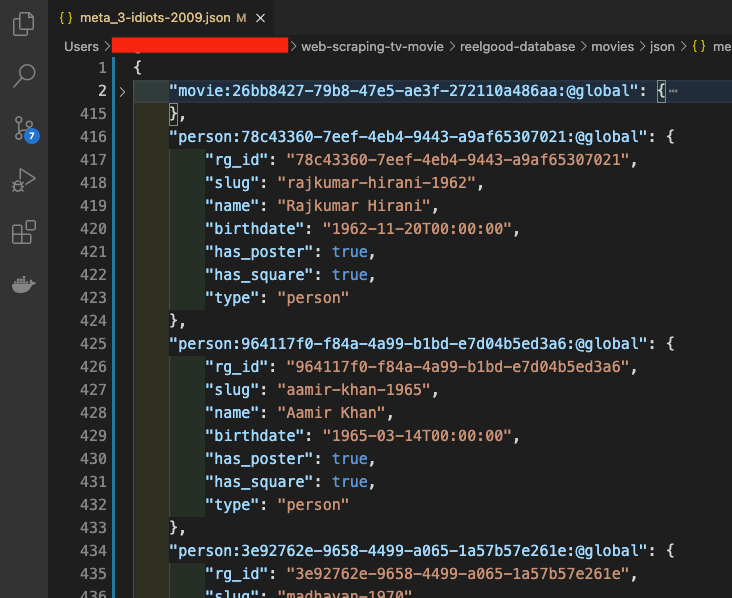 {} meta_3-idiots-2009.json M ×
Users > > web-scraping-tv-movie > reelgood-database > movies > json > {} me
1 {
2 > "movie:26bb8427-79b8-47e5-ae3f-272110a486aa:@global": {…
415 },
416 "person:78c43360-7eef-4eb4-9443-a9af65307021:@global": {
417 "rg_id": "78c43360-7eef-4eb4-9443-a9af65307021",
418 "slug": "rajkumar-hirani-1962",
419 "name": "Rajkumar Hirani",
420 "birthdate": "1962-11-20T00:00:00",
421 "has_poster": true,
422 "has_square": true,
423 "type": "person"
424 },
425 "person:964117f0-f84a-4a99-b1bd-e7d04b5ed3a6:@global": {
426 "rg_id": "964117f0-f84a-4a99-b1bd-e7d04b5ed3a6",
427 "slug": "aamir-khan-1965",
428 "name": "Aamir Khan",
429 "birthdate": "1965-03-14T00:00:00",
430 "has_poster": true,
431 "has_square": true,
432 "type": "person"
433 },
434 "person:3e92762e-9658-4499-a065-1a57b57e261e:@global": {
435 "rg_id": "3e92762e-9658-4499-a065-1a57b57e261e",
436 "slug": "madhavan-1970"
7